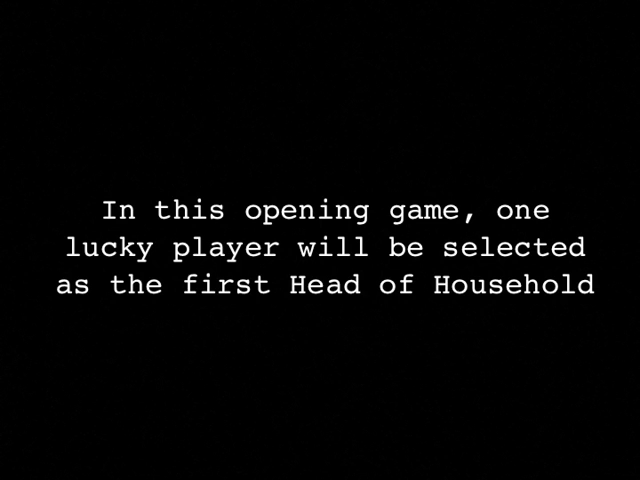 In this opening game, one
lucky player will be selected
as the first Head of Household